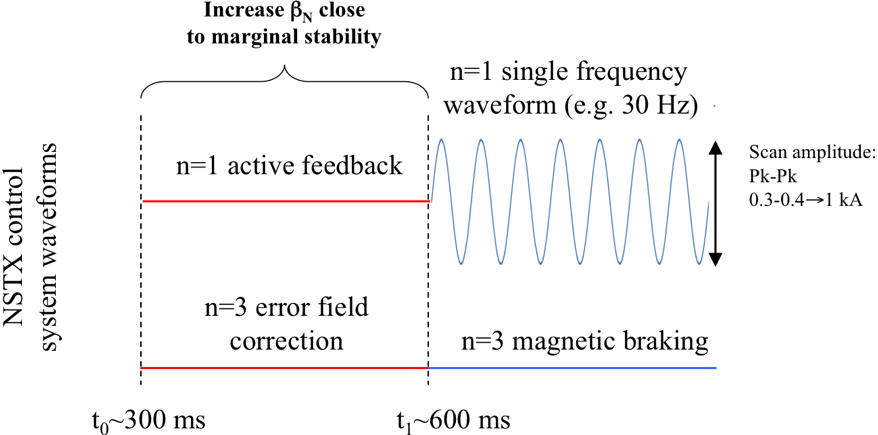 Increase β_N close
to marginal stability
n=1 single frequency
waveform (e.g. 30 Hz)
n=1 active feedback
Scan amplitude:
Pk-Pk
0.3-0.4→1 kA
NSTX control
system waveforms
n=3 error field
correction
n=3 magnetic braking
t₀~300 ms
t₁~600 ms